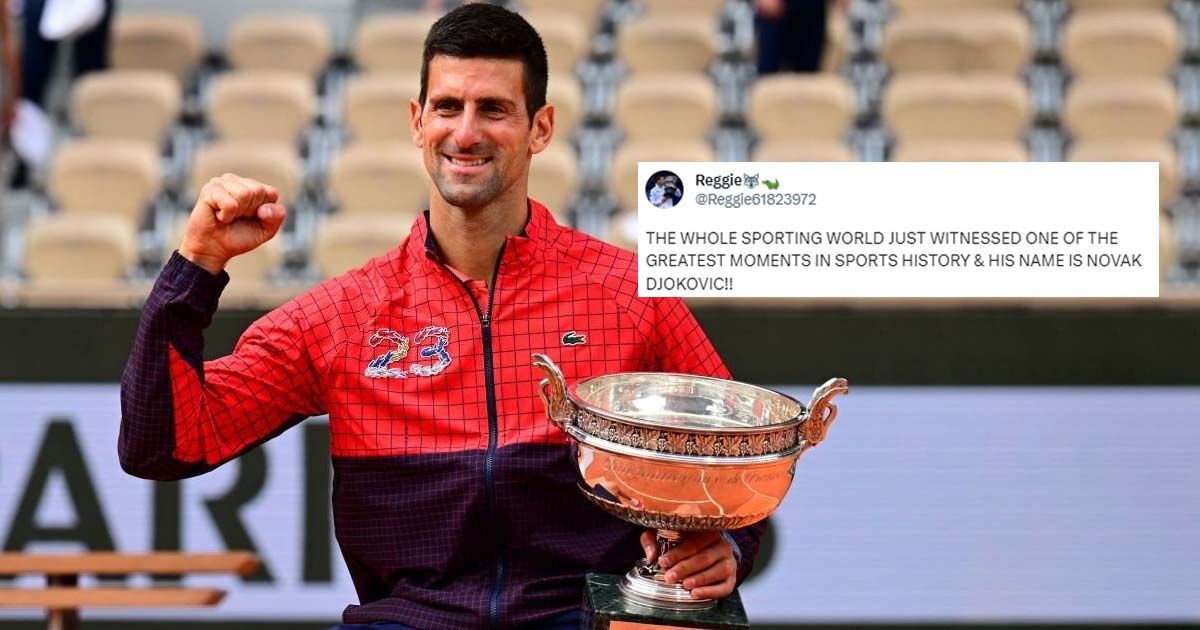 Reggie🐺🐊
@Reggie61823972
THE WHOLE SPORTING WORLD JUST WITNESSED ONE OF THE
GREATEST MOMENTS IN SPORTS HISTORY & HIS NAME IS NOVAK
DJOKOVIC!!
23
PARIS